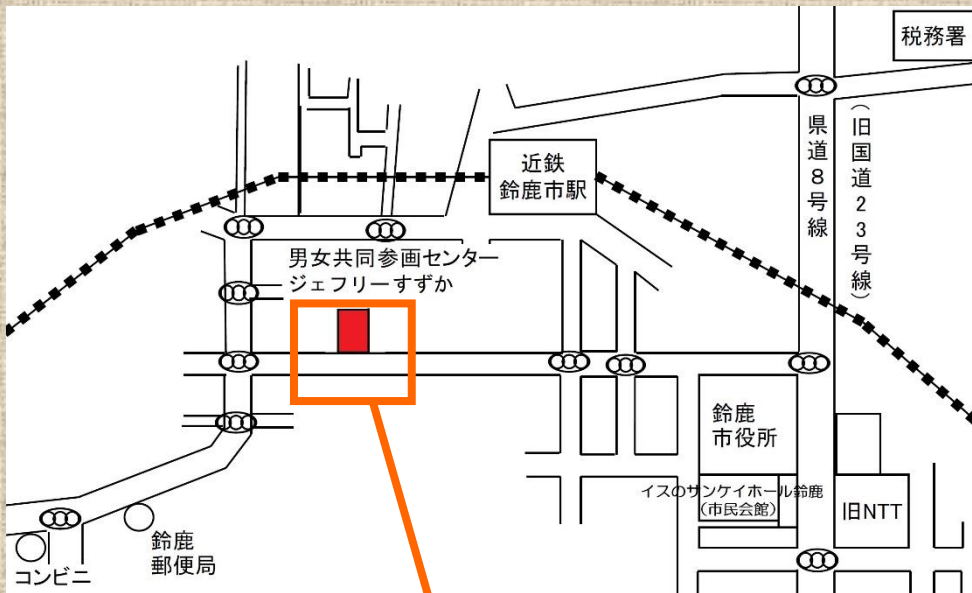 税務署
県道8号線
(旧国道23号線)
近鉄
鈴鹿市駅
男女共同参画センター
ジェフリーすずか
鈴鹿
市役所
イスのサンケイホール鈴鹿
(市民会館)
旧NTT
鈴鹿
郵便局
コンビニ